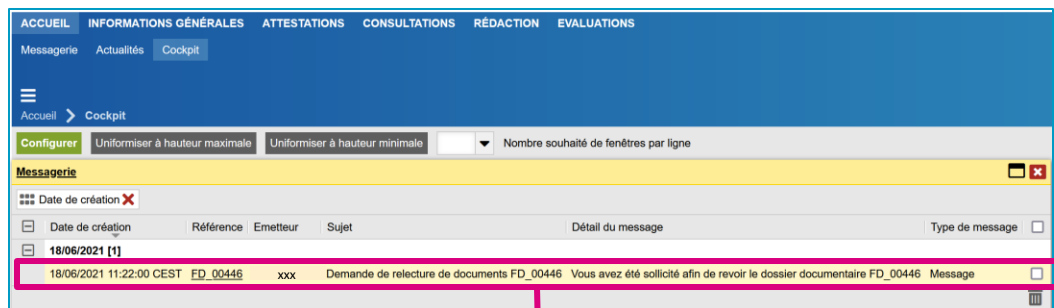 ACCUEIL INFORMATIONS GÉNÉRALES ATTESTATIONS CONSULTATIONS RÉDACTION EVALUATIONS
Messagerie Actualités Cockpit
Accueil Cockpit
Configurer Uniformiser à hauteur maximale Uniformiser à hauteur minimale Nombre souhaité de fenêtres par ligne
Messagerie
Date de création
Date de création Référence Emetteur Sujet Détail du message Type de message
18/06/2021 [1]
18/06/2021 11:22:00 CEST FD_00446 xxx Demande de relecture de documents FD_00446 Vous avez été sollicité afin de revoir le dossier documentaire FD_00446 Message